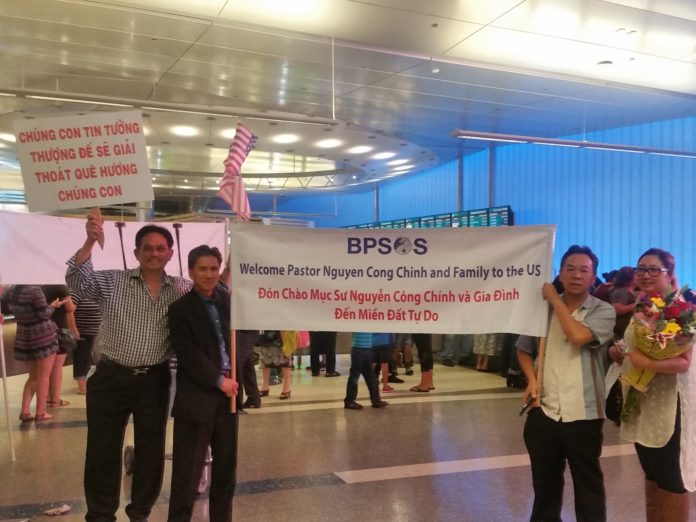 CHÚNG CON TIN TƯỞNG
THƯỢNG ĐẾ SẼ GIẢI
THOÁT QUÊ HƯƠNG
CHÚNG CON
BPSOS
Welcome Pastor Nguyen Cong Chinh and Family to the US
Đón Chào Mục Sư Nguyễn Công Chính và Gia Đình
Đến Miền Đất Tự Do